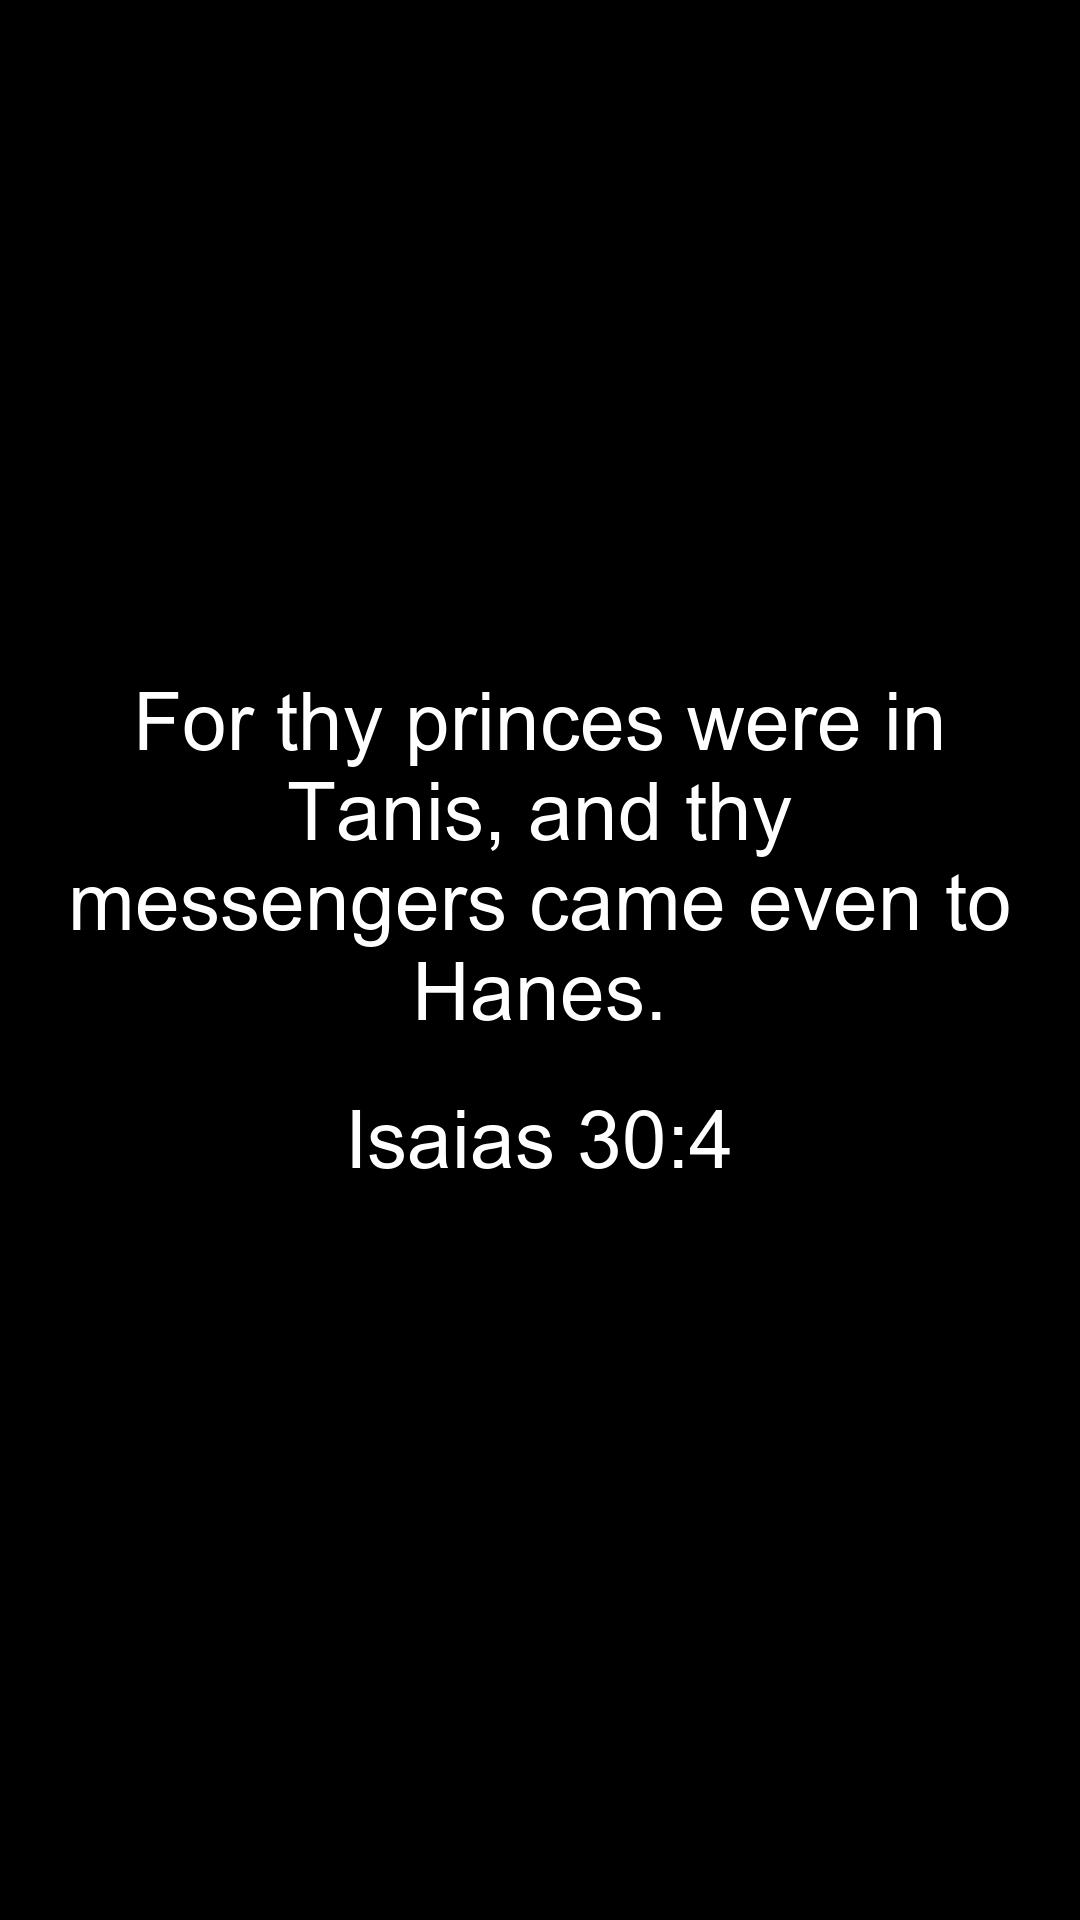 For thy princes were in
Tanis, and thy
messengers came even to
Hanes.
Isaias 30:4